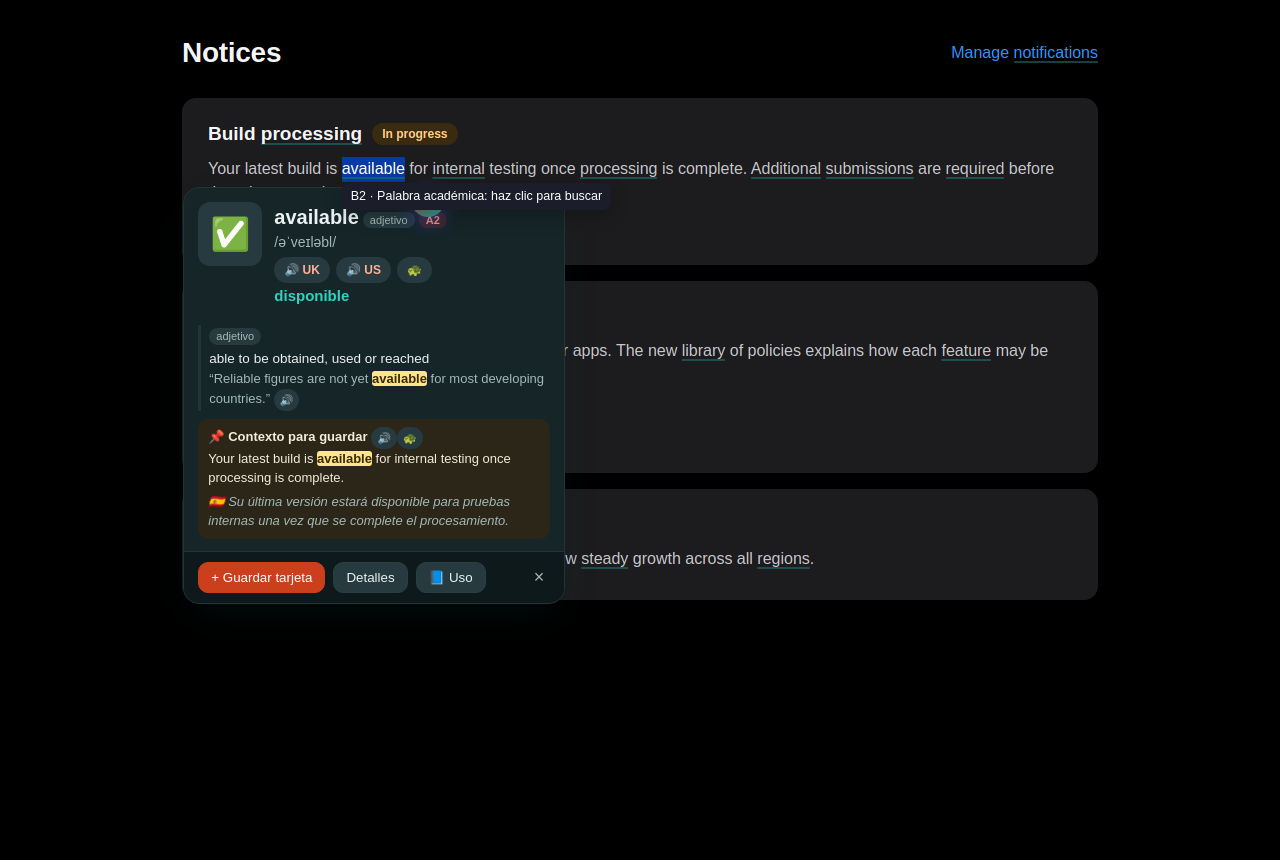 Notices
Manage notifications
Build processing
In progress
Your latest build is available for internal testing once processing is complete. Additional submissions are required before
B2 · Palabra académica: haz clic para buscar
available adjetivo A2
/əˈveɪləbl/
🔊 UK 🔊 US 🐢
disponible
adjetivo
able to be obtained, used or reached
“Reliable figures are not yet available for most developing
countries.” 🔊
📌 Contexto para guardar 🔊 🐢
Your latest build is available for internal testing once
processing is complete.
🇪🇸 Su última versión estará disponible para pruebas
internas una vez que se complete el procesamiento.
+ Guardar tarjeta
Detalles
📘 Uso
×
apps. The new library of policies explains how each feature may be
steady growth across all regions.